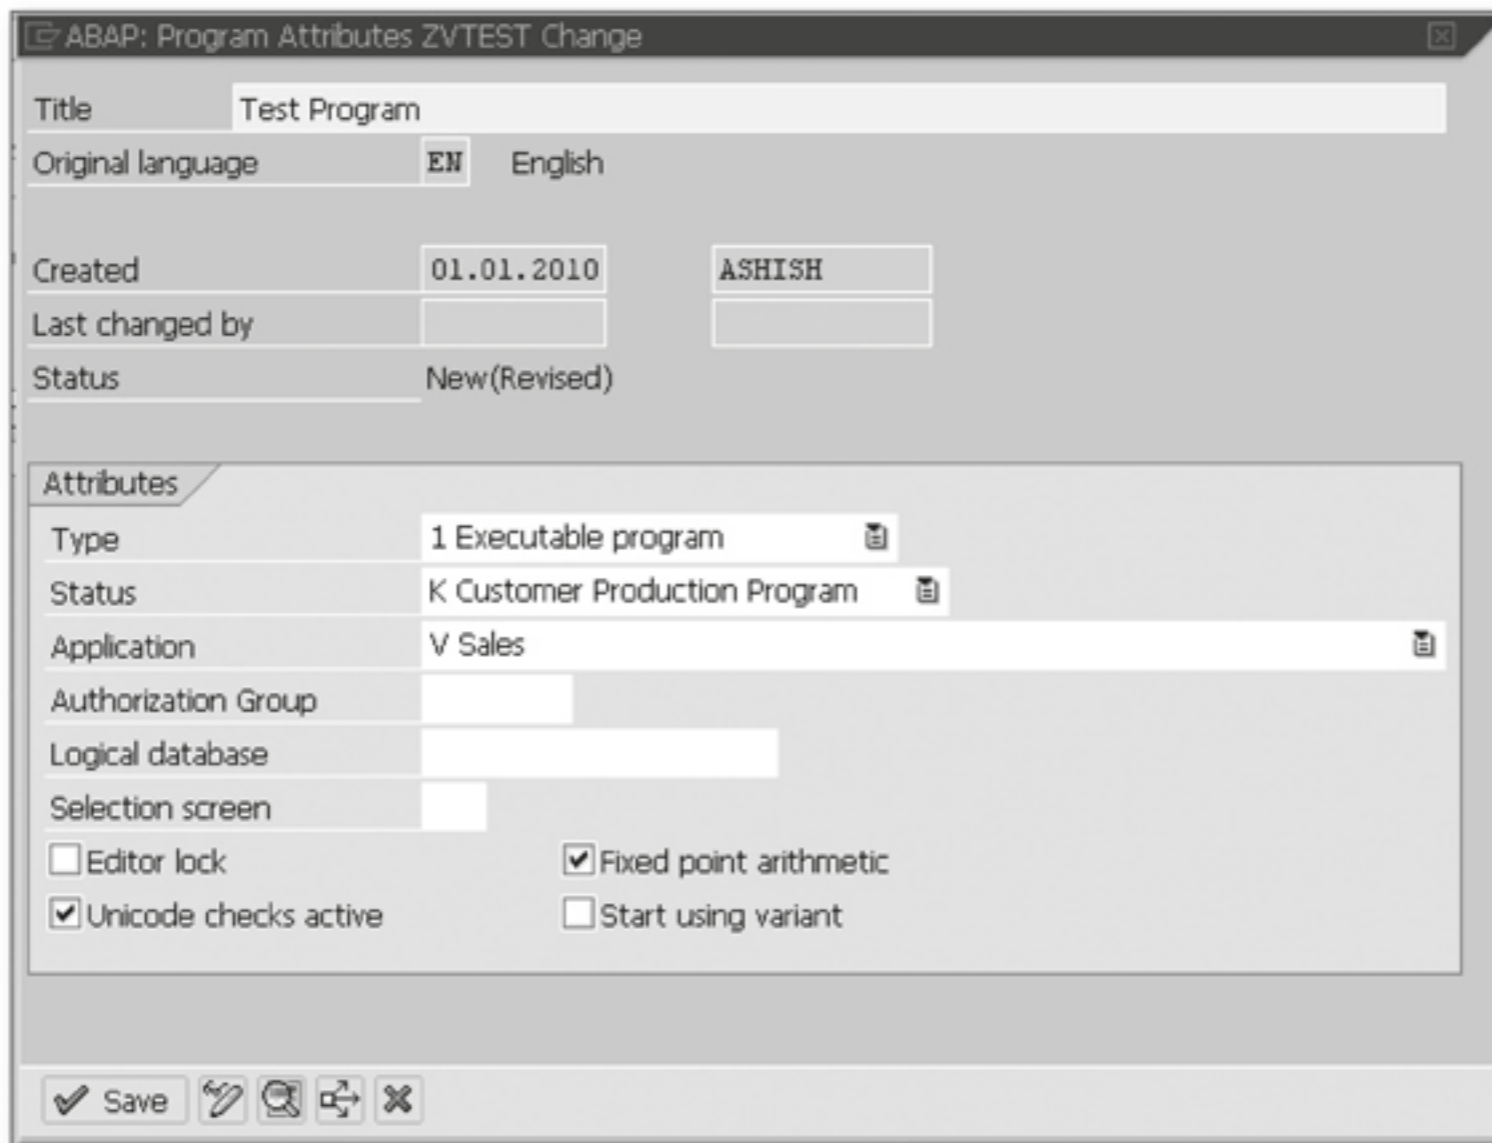 ABAP: Program Attributes ZVTEST Change
Title Test Program
Original language EN English
Created 01.01.2010 ASHISH
Last changed by
Status New(Revised)
Attributes
Type 1 Executable program
Status K Customer Production Program
Application V Sales
Authorization Group
Logical database
Selection screen
Editor lock Fixed point arithmetic
Unicode checks active Start using variant
Save